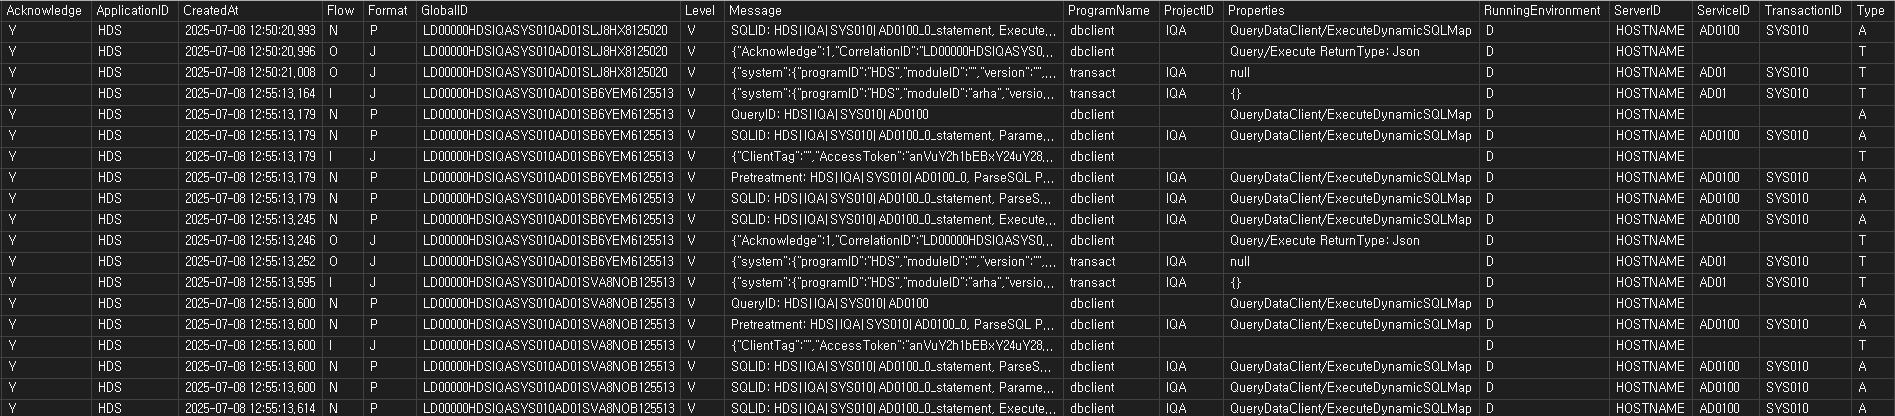 Acknowledge ApplicationID CreatedAt Flow Format GlobalID Level Message ProgramName ProjectID Properties RunningEnvironment ServerID ServiceID TransactionID Type
Y HDS 2025-07-08 12:50:20,993 N P LD00000HDSIQASYS010AD01SLJ8HX8125020 V SQLID: HDS|IQA|SYS010|AD0100_0_statement, Execute... dbclient IQA QueryDataClient/ExecuteDynamicSQLMap D HOSTNAME AD0100 SYS010 A
Y HDS 2025-07-08 12:50:20,996 O J LD00000HDSIQASYS010AD01SLJ8HX8125020 V {"Acknowledge":1,"CorrelationID":"LD00000HDSIQASYS0... dbclient Query/Execute ReturnType: Json D HOSTNAME T
Y HDS 2025-07-08 12:50:21,008 O J LD00000HDSIQASYS010AD01SLJ8HX8125020 V {"system":{"programID":"HDS","moduleID":"","version":"",... transact IQA null D HOSTNAME AD01 SYS010 T
Y HDS 2025-07-08 12:55:13,164 I J LD00000HDSIQASYS010AD01SB6YEM6125513 V {"system":{"programID":"HDS","moduleID":"arha","versio... transact IQA {} D HOSTNAME AD01 SYS010 T
Y HDS 2025-07-08 12:55:13,179 N P LD00000HDSIQASYS010AD01SB6YEM6125513 V QueryID: HDS|IQA|SYS010|AD0100 dbclient QueryDataClient/ExecuteDynamicSQLMap D HOSTNAME A
Y HDS 2025-07-08 12:55:13,179 N P LD00000HDSIQASYS010AD01SB6YEM6125513 V SQLID: HDS|IQA|SYS010|AD0100_0_statement, Parame... dbclient IQA QueryDataClient/ExecuteDynamicSQLMap D HOSTNAME AD0100 SYS010 A
Y HDS 2025-07-08 12:55:13,179 I J LD00000HDSIQASYS010AD01SB6YEM6125513 V {"ClientTag":"","AccessToken":"anVuY2h1bEBxY24uY28... dbclient D HOSTNAME T
Y HDS 2025-07-08 12:55:13,179 N P LD00000HDSIQASYS010AD01SB6YEM6125513 V Pretreatment: HDS|IQA|SYS010|AD0100_0, ParseSQL P... dbclient IQA QueryDataClient/ExecuteDynamicSQLMap D HOSTNAME AD0100 SYS010 A
Y HDS 2025-07-08 12:55:13,179 N P LD00000HDSIQASYS010AD01SB6YEM6125513 V SQLID: HDS|IQA|SYS010|AD0100_0_statement, ParseS... dbclient IQA QueryDataClient/ExecuteDynamicSQLMap D HOSTNAME AD0100 SYS010 A
Y HDS 2025-07-08 12:55:13,245 N P LD00000HDSIQASYS010AD01SB6YEM6125513 V SQLID: HDS|IQA|SYS010|AD0100_0_statement, Execute... dbclient IQA QueryDataClient/ExecuteDynamicSQLMap D HOSTNAME AD0100 SYS010 A
Y HDS 2025-07-08 12:55:13,246 O J LD00000HDSIQASYS010AD01SB6YEM6125513 V {"Acknowledge":1,"CorrelationID":"LD00000HDSIQASYS0... dbclient Query/Execute ReturnType: Json D HOSTNAME T
Y HDS 2025-07-08 12:55:13,252 O J LD00000HDSIQASYS010AD01SB6YEM6125513 V {"system":{"programID":"HDS","moduleID":"","version":"",... transact IQA null D HOSTNAME AD01 SYS010 T
Y HDS 2025-07-08 12:55:13,595 I J LD00000HDSIQASYS010AD01SVA8NOB125513 V {"system":{"programID":"HDS","moduleID":"arha","versio... transact IQA {} D HOSTNAME AD01 SYS010 T
Y HDS 2025-07-08 12:55:13,600 N P LD00000HDSIQASYS010AD01SVA8NOB125513 V QueryID: HDS|IQA|SYS010|AD0100 dbclient QueryDataClient/ExecuteDynamicSQLMap D HOSTNAME A
Y HDS 2025-07-08 12:55:13,600 N P LD00000HDSIQASYS010AD01SVA8NOB125513 V Pretreatment: HDS|IQA|SYS010|AD0100_0, ParseSQL P... dbclient IQA QueryDataClient/ExecuteDynamicSQLMap D HOSTNAME AD0100 SYS010 A
Y HDS 2025-07-08 12:55:13,600 I J LD00000HDSIQASYS010AD01SVA8NOB125513 V {"ClientTag":"","AccessToken":"anVuY2h1bEBxY24uY28... dbclient D HOSTNAME T
Y HDS 2025-07-08 12:55:13,600 N P LD00000HDSIQASYS010AD01SVA8NOB125513 V SQLID: HDS|IQA|SYS010|AD0100_0_statement, ParseS... dbclient IQA QueryDataClient/ExecuteDynamicSQLMap D HOSTNAME AD0100 SYS010 A
Y HDS 2025-07-08 12:55:13,600 N P LD00000HDSIQASYS010AD01SVA8NOB125513 V SQLID: HDS|IQA|SYS010|AD0100_0_statement, Parame... dbclient IQA QueryDataClient/ExecuteDynamicSQLMap D HOSTNAME AD0100 SYS010 A
Y HDS 2025-07-08 12:55:13,614 N P LD00000HDSIQASYS010AD01SVA8NOB125513 V SQLID: HDS|IQA|SYS010|AD0100_0_statement, Execute... dbclient IQA QueryDataClient/ExecuteDynamicSQLMap D HOSTNAME AD0100 SYS010 A